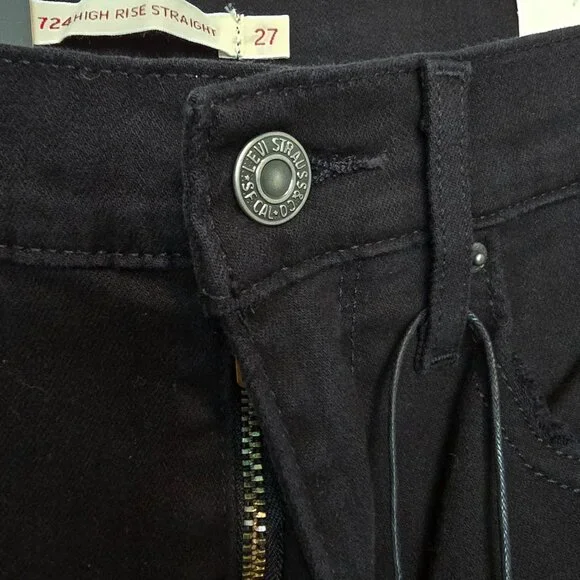 724 HIGH RISE STRAIGHT 27
LEVI STRAUSS & CO
S.F. CAL